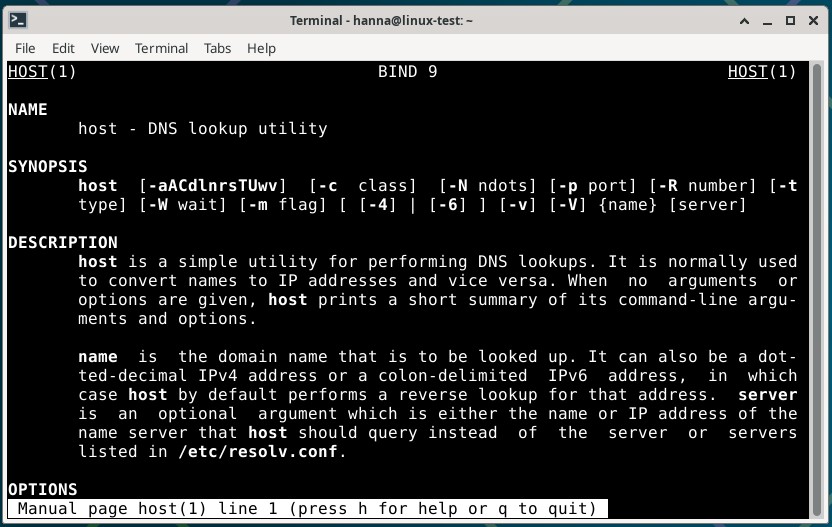 Terminal - hanna@linux-test: ~
File Edit View Terminal Tabs Help
HOST(1) BIND 9 HOST(1)
NAME
host - DNS lookup utility
SYNOPSIS
host [-aACdlnrsTUwv] [-c class] [-N ndots] [-p port] [-R number] [-t
type] [-W wait] [-m flag] [ [-4] | [-6] ] [-v] [-V] {name} [server]
DESCRIPTION
host is a simple utility for performing DNS lookups. It is normally used
to convert names to IP addresses and vice versa. When no arguments or
options are given, host prints a short summary of its command-line argu-
ments and options.
name is the domain name that is to be looked up. It can also be a dot-
ted-decimal IPv4 address or a colon-delimited IPv6 address, in which
case host by default performs a reverse lookup for that address. server
is an optional argument which is either the name or IP address of the
name server that host should query instead of the server or servers
listed in /etc/resolv.conf.
OPTIONS
Manual page host(1) line 1 (press h for help or q to quit)